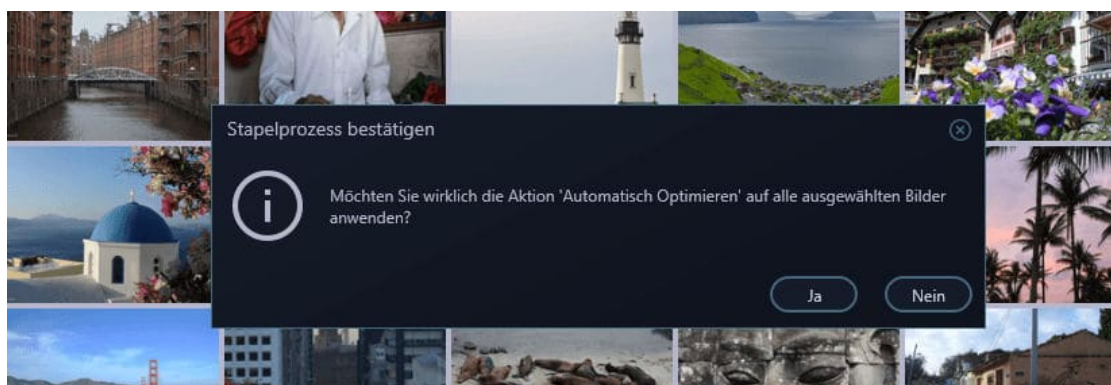 Stapelprozess bestätigen
Möchten Sie wirklich die Aktion 'Automatisch Optimieren' auf alle ausgewählten Bilder
anwenden?
Ja
Nein